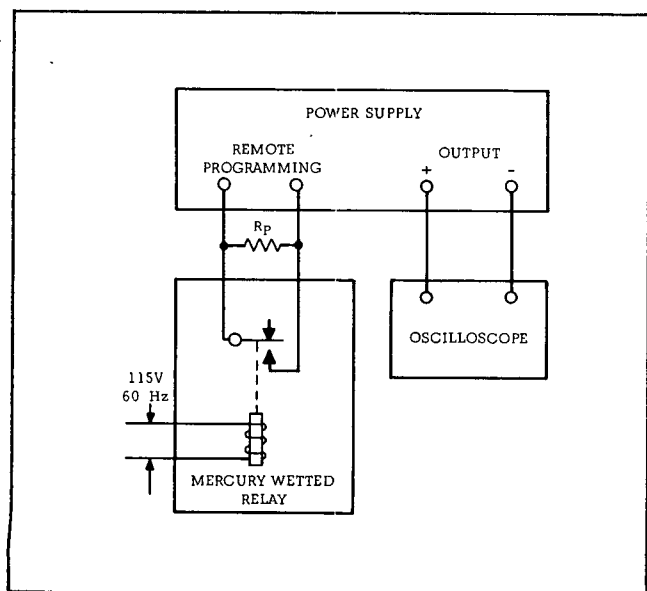 POWER SUPPLY
REMOTE
PROGRAMMING
OUTPUT
+ -
RP
OSCILLOSCOPE
115V
60 Hz
MERCURY WETTED
RELAY